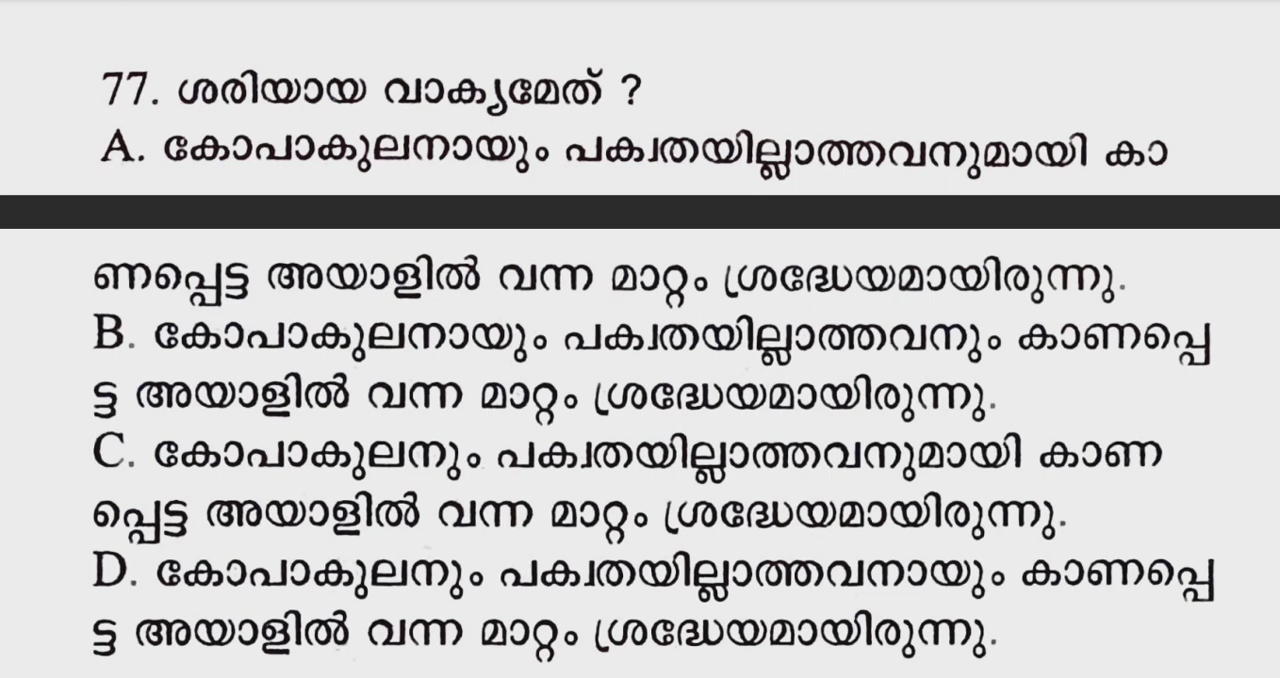 77. ശരിയായ വാക്യമേത് ?
A. കോപാകുലനായും പക്വതയില്ലാത്തവനുമായി കാ
ണപ്പെട്ട അയാളിൽ വന്ന മാറ്റം ശ്രദ്ധേയമായിരുന്നു.
B. കോപാകുലനായും പക്വതയില്ലാത്തവനും കാണപ്പെ
ട്ട അയാളിൽ വന്ന മാറ്റം ശ്രദ്ധേയമായിരുന്നു.
C. കോപാകുലനും പക്വതയില്ലാത്തവനുമായി കാണ
പ്പെട്ട അയാളിൽ വന്ന മാറ്റം ശ്രദ്ധേയമായിരുന്നു.
D. കോപാകുലനും പക്വതയില്ലാത്തവനായും കാണപ്പെ
ട്ട അയാളിൽ വന്ന മാറ്റം ശ്രദ്ധേയമായിരുന്നു.